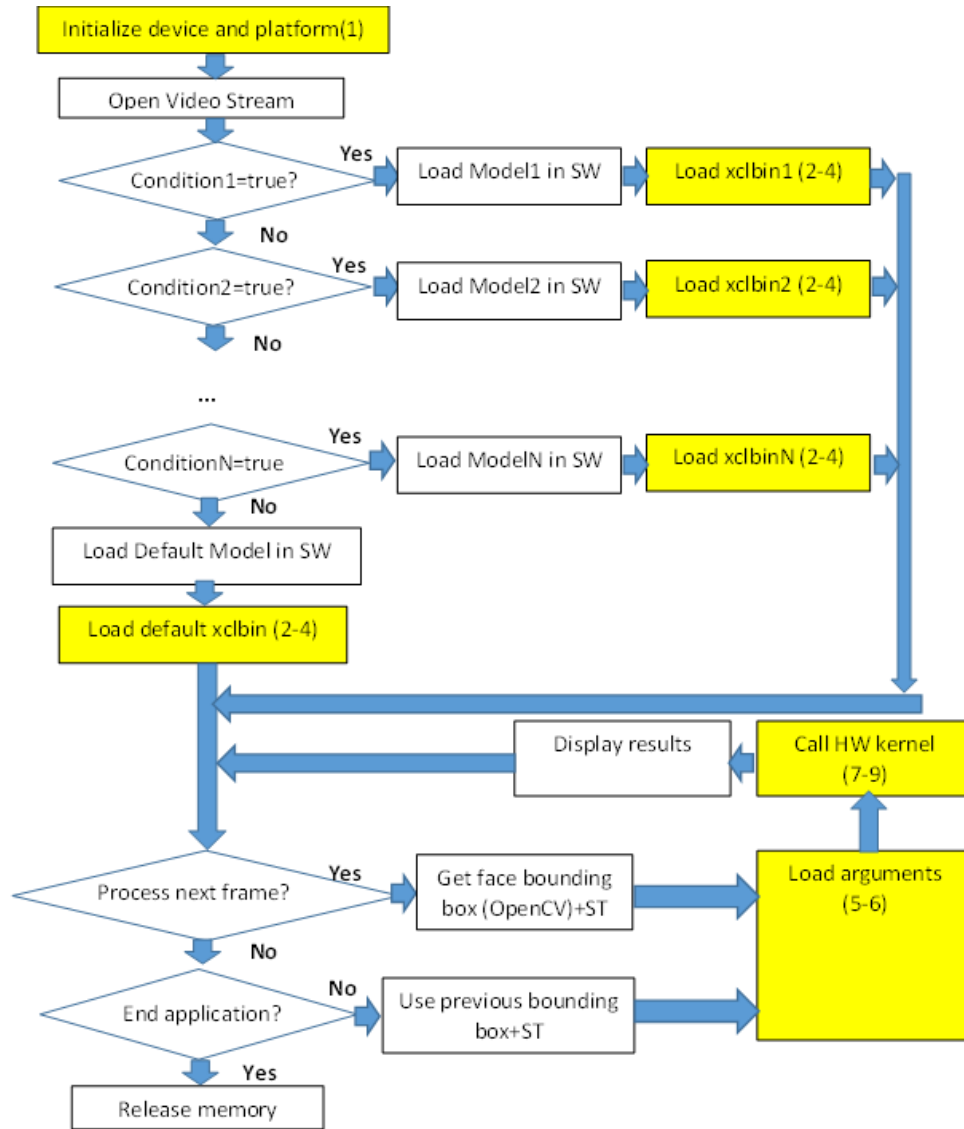 Initialize device and platform(1)
Open Video Stream
Yes
Condition1=true?
Load Model1 in SW
Load xclbin1 (2-4)
No
Yes
Condition2=true?
Load Model2 in SW
Load xclbin2 (2-4)
No
...
Yes
ConditionN=true
Load ModelN in SW
Load xclbinN (2-4)
No
Load Default Model in SW
Load default xclbin (2-4)
Display results
Call HW kernel
(7-9)
Process next frame?
Yes
Get face bounding
box (OpenCV)+ST
Load arguments
(5-6)
No
End application?
No
Use previous bounding
box+ST
Yes
Release memory